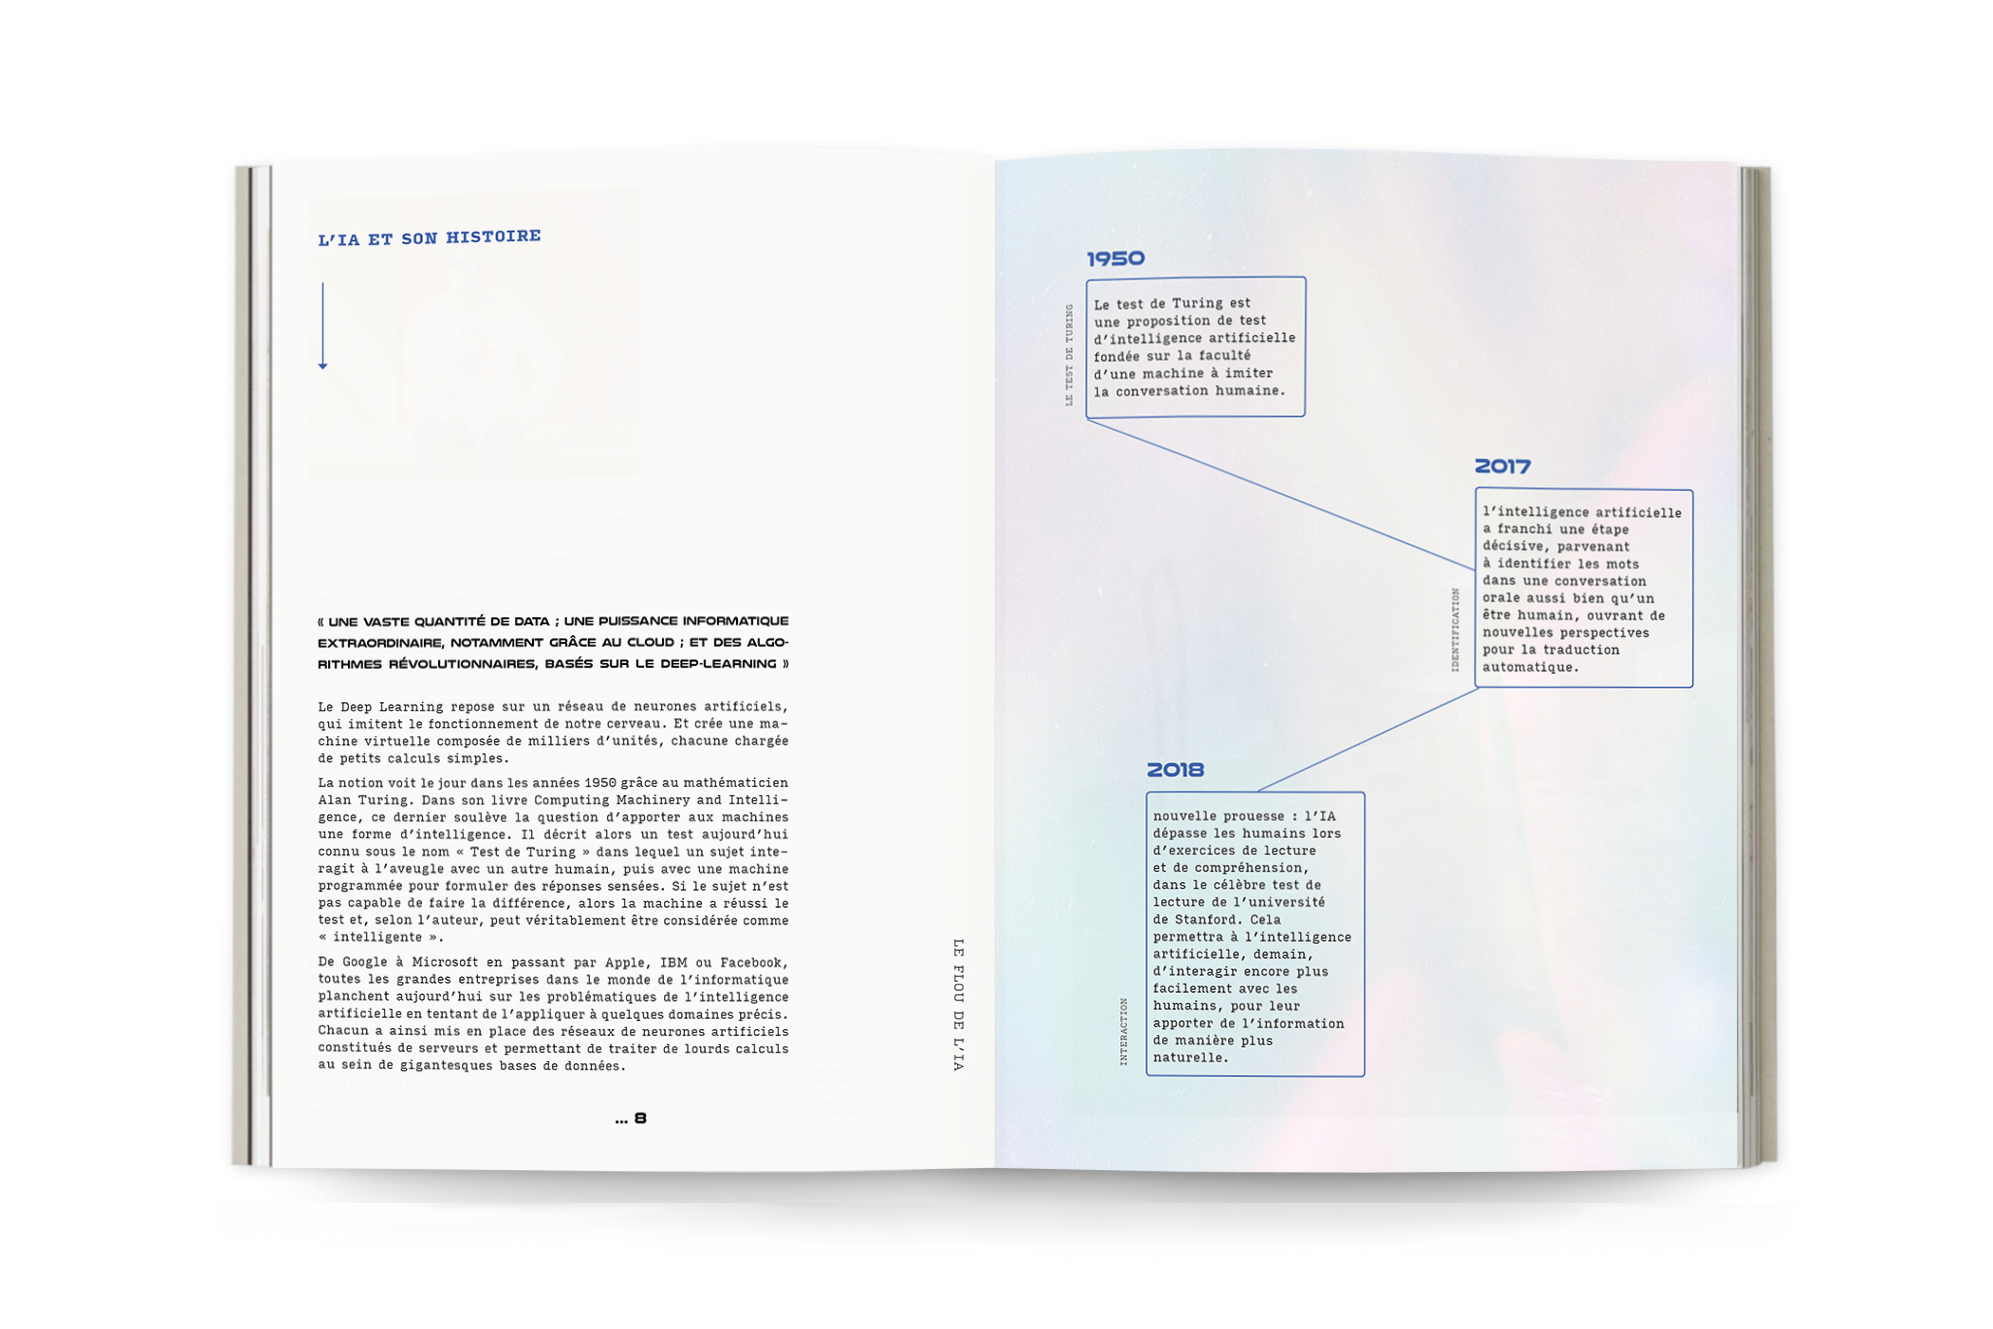 L'IA ET SON HISTOIRE
« UNE VASTE QUANTITÉ DE DATA ; UNE PUISSANCE INFORMATIQUE
EXTRAORDINAIRE, NOTAMMENT GRÂCE AU CLOUD ; ET DES ALGO-
RITHMES RÉVOLUTIONNAIRES, BASÉS SUR LE DEEP-LEARNING »
Le Deep Learning repose sur un réseau de neurones artificiels,
qui imitent le fonctionnement de notre cerveau. Et crée une ma-
chine virtuelle composée de milliers d'unités, chacune chargée
de petits calculs simples.
La notion voit le jour dans les années 1950 grâce au mathématicien
Alan Turing. Dans son livre Computing Machinery and Intelli-
gence, ce dernier soulève la question d'apporter aux machines
une forme d'intelligence. Il décrit alors un test aujourd'hui
connu sous le nom « Test de Turing » dans lequel un sujet inte-
ragit à l'aveugle avec un autre humain, puis avec une machine
programmée pour formuler des réponses sensées. Si le sujet n'est
pas capable de faire la différence, alors la machine a réussi le
test et, selon l'auteur, peut véritablement être considérée comme
« intelligente ».
De Google à Microsoft en passant par Apple, IBM ou Facebook,
toutes les grandes entreprises dans le monde de l'informatique
planchent aujourd'hui sur les problématiques de l'intelligence
artificielle en tentant de l'appliquer à quelques domaines précis.
Chacun a ainsi mis en place des réseaux de neurones artificiels
constitués de serveurs et permettant de traiter de lourds calculs
au sein de gigantesques bases de données.
... 8
LE FLOU DE L'IA
1950
LE TEST DE TURING
Le test de Turing est
une proposition de test
d'intelligence artificielle
fondée sur la faculté
d'une machine à imiter
la conversation humaine.
2017
IDENTIFICATION
l'intelligence artificielle
a franchi une étape
décisive, parvenant
à identifier les mots
dans une conversation
orale aussi bien qu'un
être humain, ouvrant de
nouvelles perspectives
pour la traduction
automatique.
2018
INTERACTION
nouvelle prouesse : l'IA
dépasse les humains lors
d'exercices de lecture
et de compréhension,
dans le célèbre test de
lecture de l'université
de Stanford. Cela
permettra à l'intelligence
artificielle, demain,
d'interagir encore plus
facilement avec les
humains, pour leur
apporter de l'information
de manière plus
naturelle.